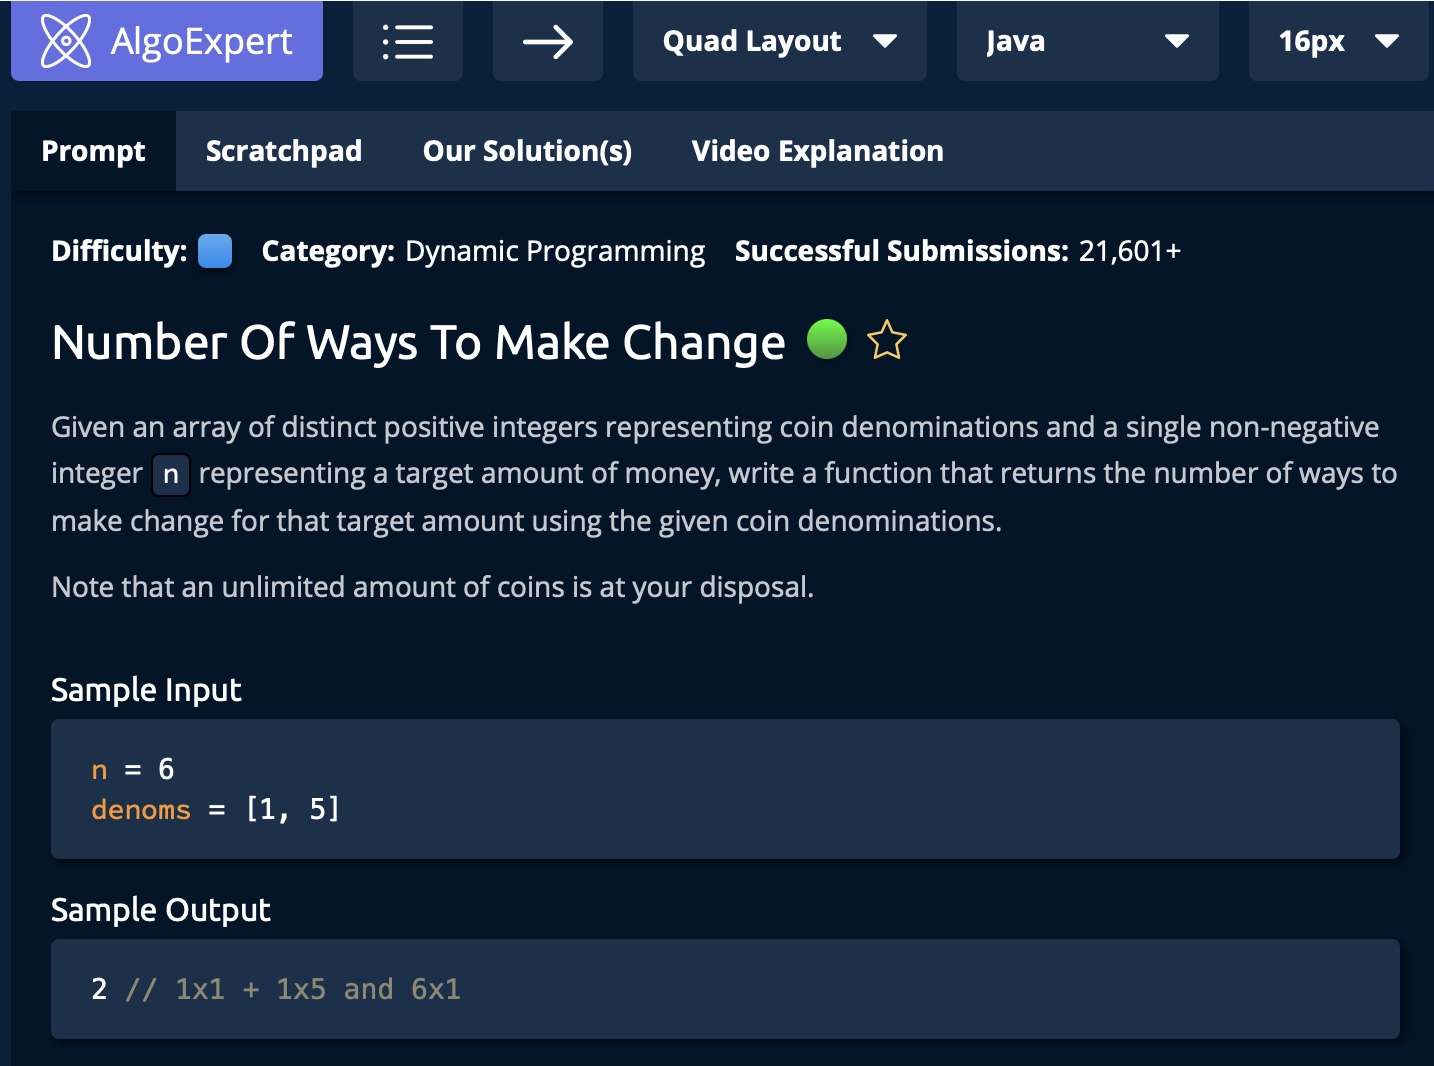 AlgoExpert
Quad Layout
Java
16px
Prompt
Scratchpad
Our Solution(s)
Video Explanation
Difficulty:
Category: Dynamic Programming
Successful Submissions: 21,601+
Number Of Ways To Make Change
Given an array of distinct positive integers representing coin denominations and a single non-negative
integer n representing a target amount of money, write a function that returns the number of ways to
make change for that target amount using the given coin denominations.
Note that an unlimited amount of coins is at your disposal.
Sample Input
n = 6
denoms = [1, 5]
Sample Output
2 // 1x1 + 1x5 and 6x1